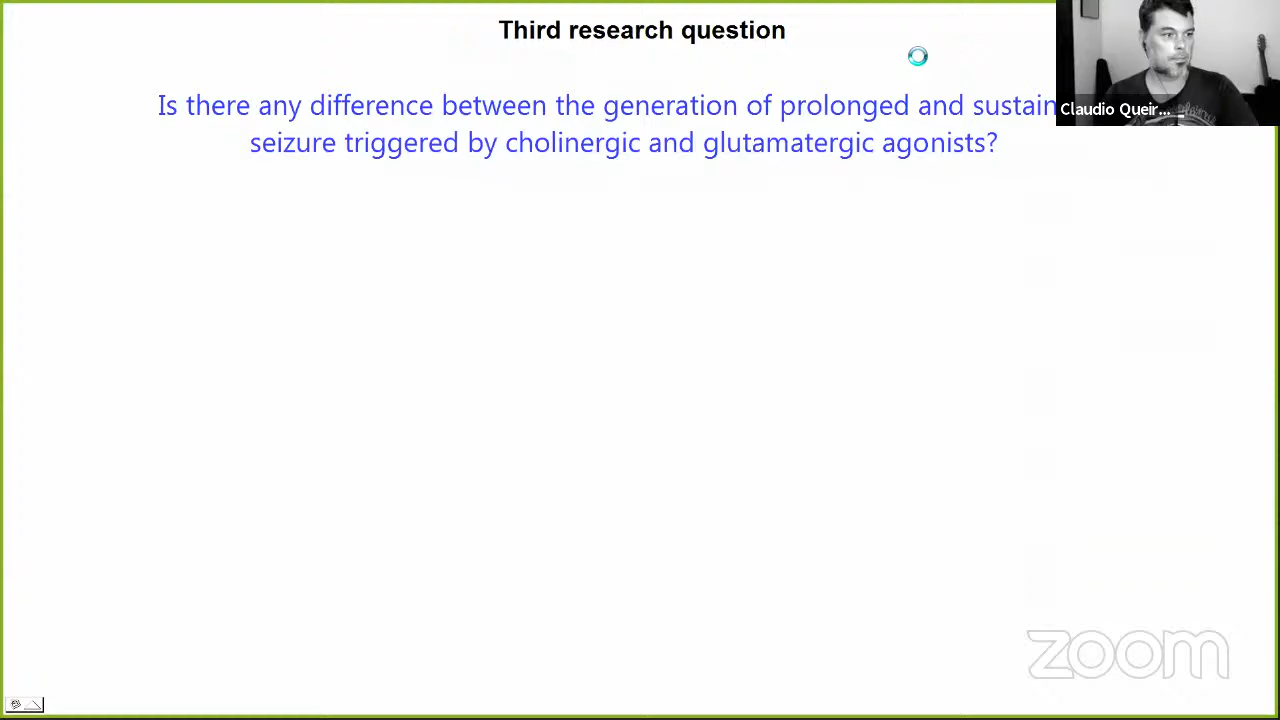 Third research question
Is there any difference between the generation of prolonged and sustain
seizure triggered by cholinergic and glutamatergic agonists?
Claudio Queir...
zoom